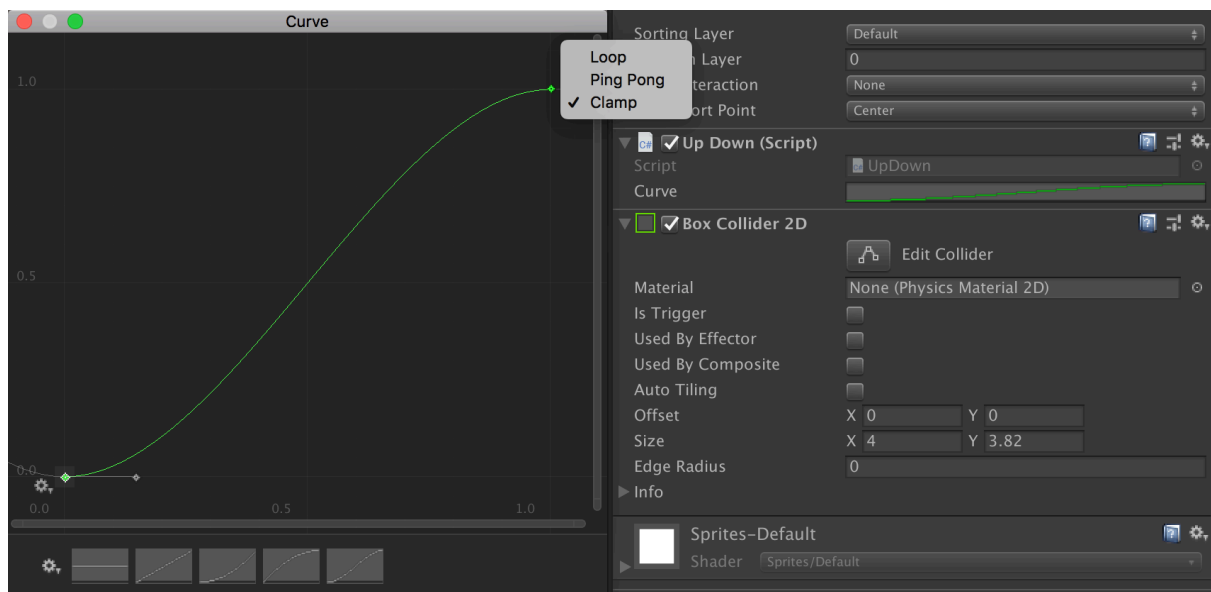 Curve
1.0
0.5
0.0
0.0 0.5 1.0
Loop
Ping Pong
✓ Clamp
Sorting Layer Default
Layer 0
teraction None
ort Point Center
C# Up Down (Script)
Script UpDown
Curve
Box Collider 2D
Edit Collider
Material None (Physics Material 2D)
Is Trigger
Used By Effector
Used By Composite
Auto Tiling
Offset X 0 Y 0
Size X 4 Y 3.82
Edge Radius 0
Info
Sprites-Default
Shader Sprites/Default